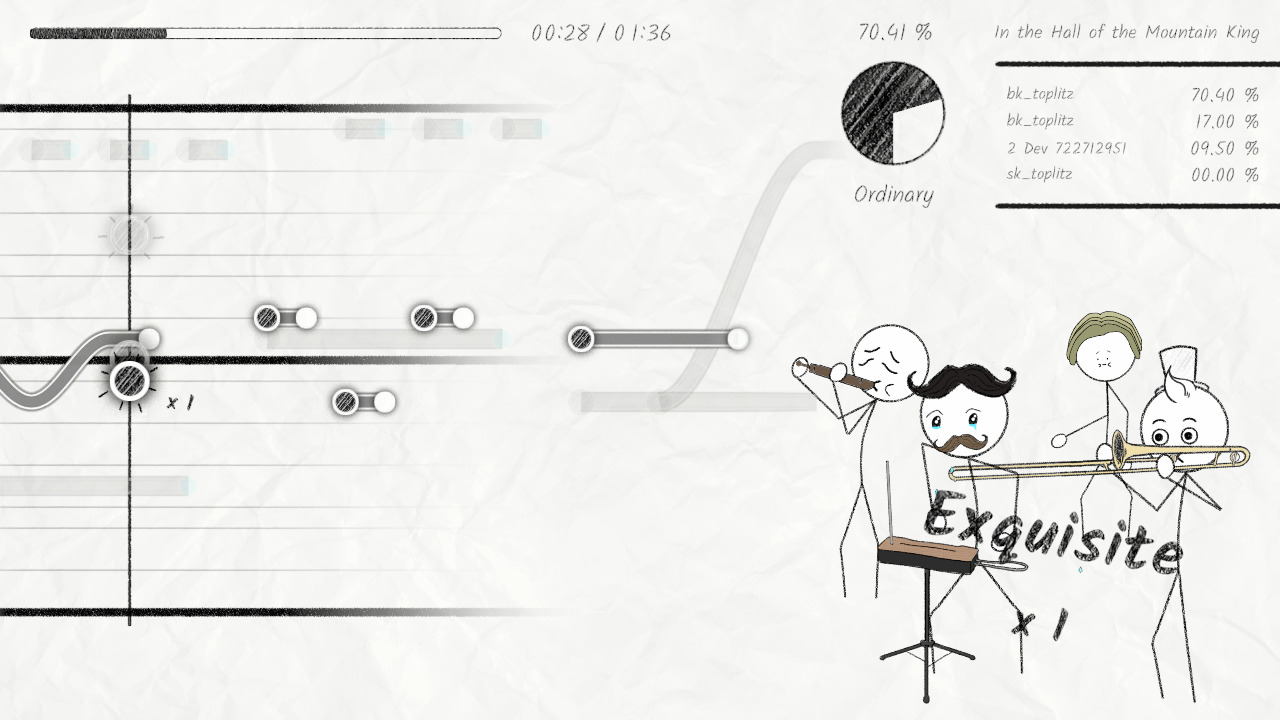 00:28 / 01:36
70.41 %
In the Hall of the Mountain King
bk_toplitz 70.40 %
bk_toplitz 17.00 %
2 Dev 722712951 09.50 %
sk_toplitz 00.00 %
Ordinary
x 1
Exquisite
x 1